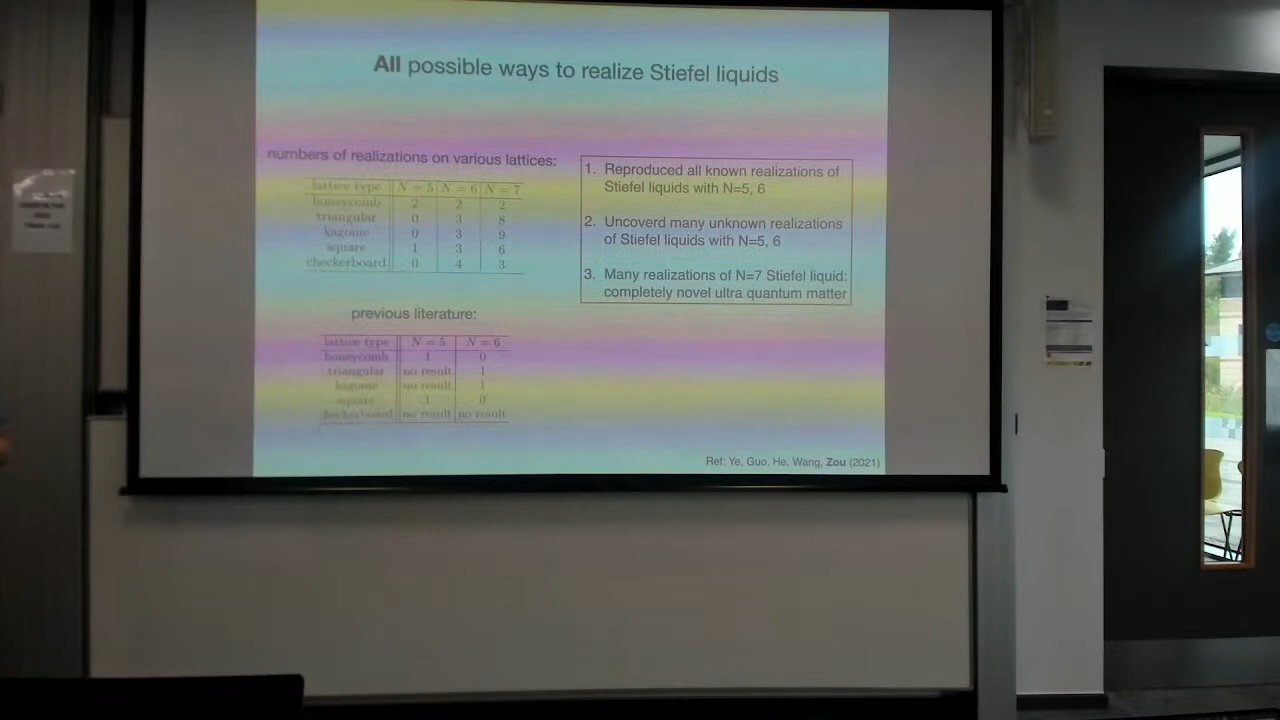 All possible ways to realize Stiefel liquids
numbers of realizations on various lattices:
lattice type N = 5 N = 6 N = 7
honeycomb 2 2 2
triangular 0 3 8
kagome 0 3 9
square 1 3 6
checkerboard 0 4 3
previous literature:
lattice type N = 5 N = 6
honeycomb 1 0
triangular no result 1
kagome no result 1
square 1 0
checkerboard no result no result
1. Reproduced all known realizations of
Stiefel liquids with N=5, 6
2. Uncoverd many unknown realizations
of Stiefel liquids with N=5, 6
3. Many realizations of N=7 Stiefel liquid:
completely novel ultra quantum matter
Ref: Ye, Guo, He, Wang, Zou (2021)